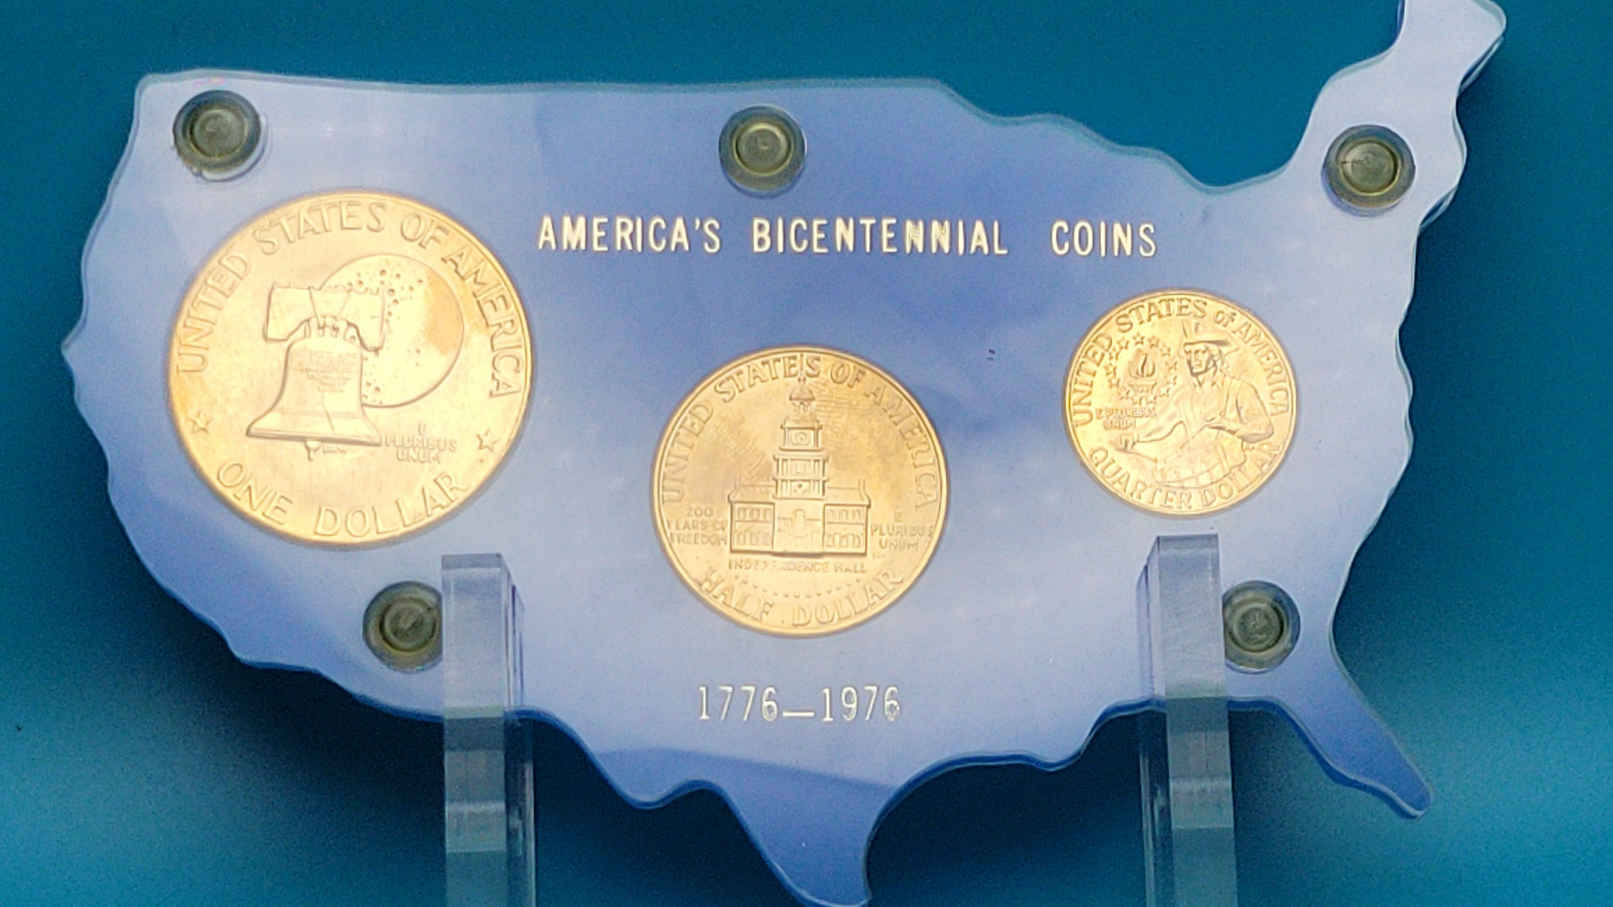 AMERICA'S BICENTENNIAL COINS
UNITED STATES OF AMERICA
E
PLURIBUS
UNUM
ONE DOLLAR
UNITED STATES OF AMERICA
200
YEARS OF
FREEDOM
E
PLURIBUS
UNUM
INDEPENDENCE HALL
HALF DOLLAR
UNITED STATES of AMERICA
E PLURIBUS
UNUM
QUARTER DOLLAR
1776—1976